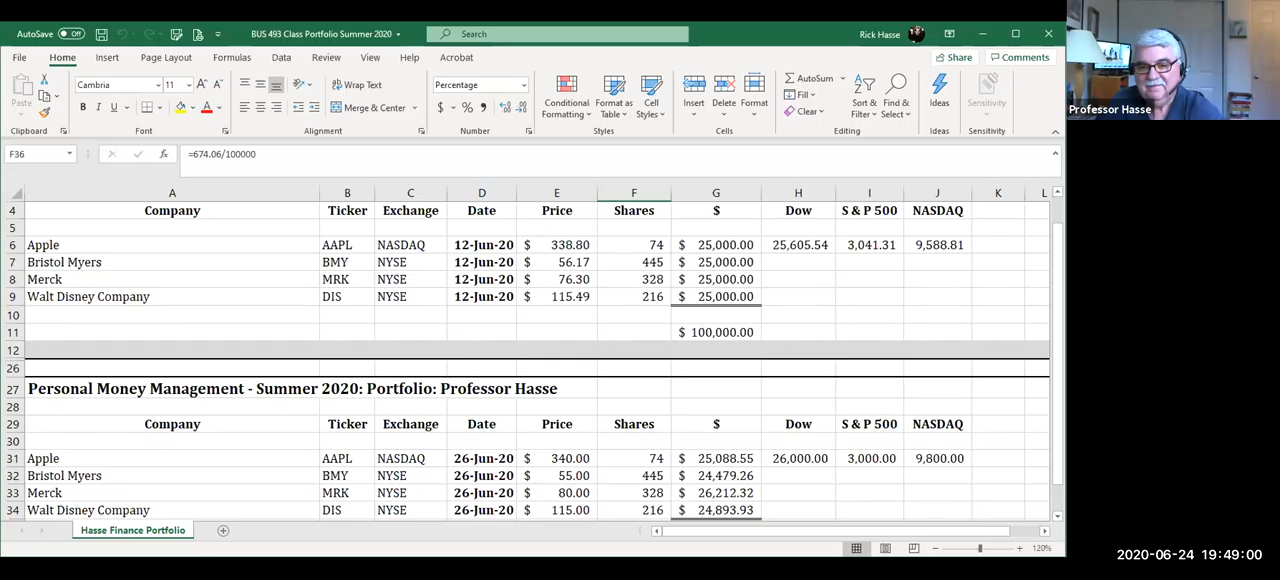 AutoSave Off BUS 493 Class Portfolio Summer 2020 Search Rick Hasse
File Home Insert Page Layout Formulas Data Review View Help Acrobat Share Comments
Paste Cambria 11 Wrap Text Percentage AutoSum
B I U Merge & Center $ % Conditional Formatting Format as Table Cell Styles Insert Delete Format Fill Clear Sort & Filter Find & Select Ideas Sensitivity
Clipboard Font Alignment Number Styles Cells Editing Ideas Sensitivity
Professor Hasse
F36 fx =674.06/100000
A B C D E F G H I J K L
4 Company Ticker Exchange Date Price Shares $ Dow S & P 500 NASDAQ
5
6 Apple AAPL NASDAQ 12-Jun-20 $ 338.80 74 $ 25,000.00 25,605.54 3,041.31 9,588.81
7 Bristol Myers BMY NYSE 12-Jun-20 $ 56.17 445 $ 25,000.00
8 Merck MRK NYSE 12-Jun-20 $ 76.30 328 $ 25,000.00
9 Walt Disney Company DIS NYSE 12-Jun-20 $ 115.49 216 $ 25,000.00
10
11 $ 100,000.00
12
26
27 Personal Money Management - Summer 2020: Portfolio: Professor Hasse
28
29 Company Ticker Exchange Date Price Shares $ Dow S & P 500 NASDAQ
30
31 Apple AAPL NASDAQ 26-Jun-20 $ 340.00 74 $ 25,088.55 26,000.00 3,000.00 9,800.00
32 Bristol Myers BMY NYSE 26-Jun-20 $ 55.00 445 $ 24,479.26
33 Merck MRK NYSE 26-Jun-20 $ 80.00 328 $ 26,212.32
34 Walt Disney Company DIS NYSE 26-Jun-20 $ 115.00 216 $ 24,893.93
Hasse Finance Portfolio
120%
2020-06-24 19:49:00